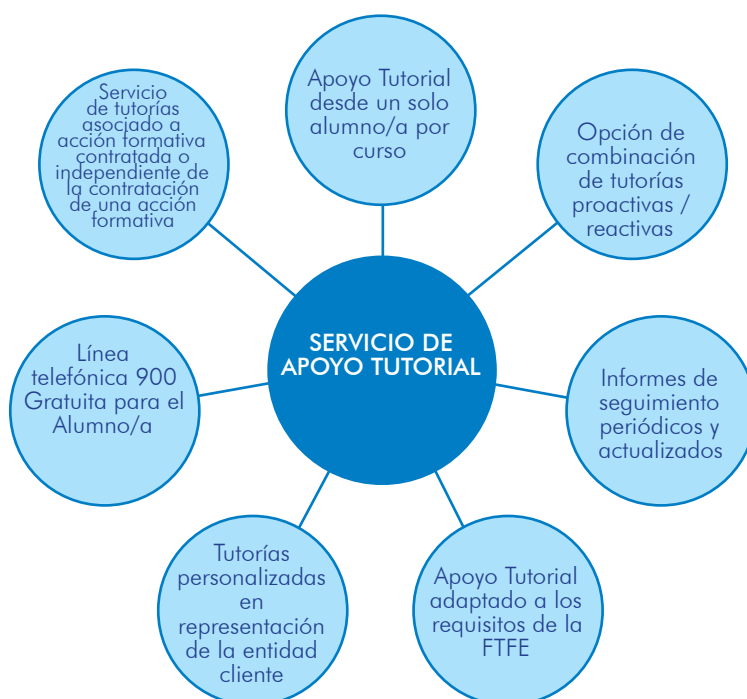 Apoyo Tutorial
desde un solo
alumno/a por
curso
Servicio
de tutorías
asociado a
acción formativa
contratada o
independiente de
la contratación
de una acción
formativa
Opción de
combinación
de tutorías
proactivas /
reactivas
SERVICIO DE
APOYO TUTORIAL
Línea
telefónica 900
Gratuita para el
Alumno/a
Informes de
seguimiento
periódicos y
actualizados
Tutorías
personalizadas
en
representación
de la entidad
cliente
Apoyo Tutorial
adaptado a los
requisitos de la
FTFE